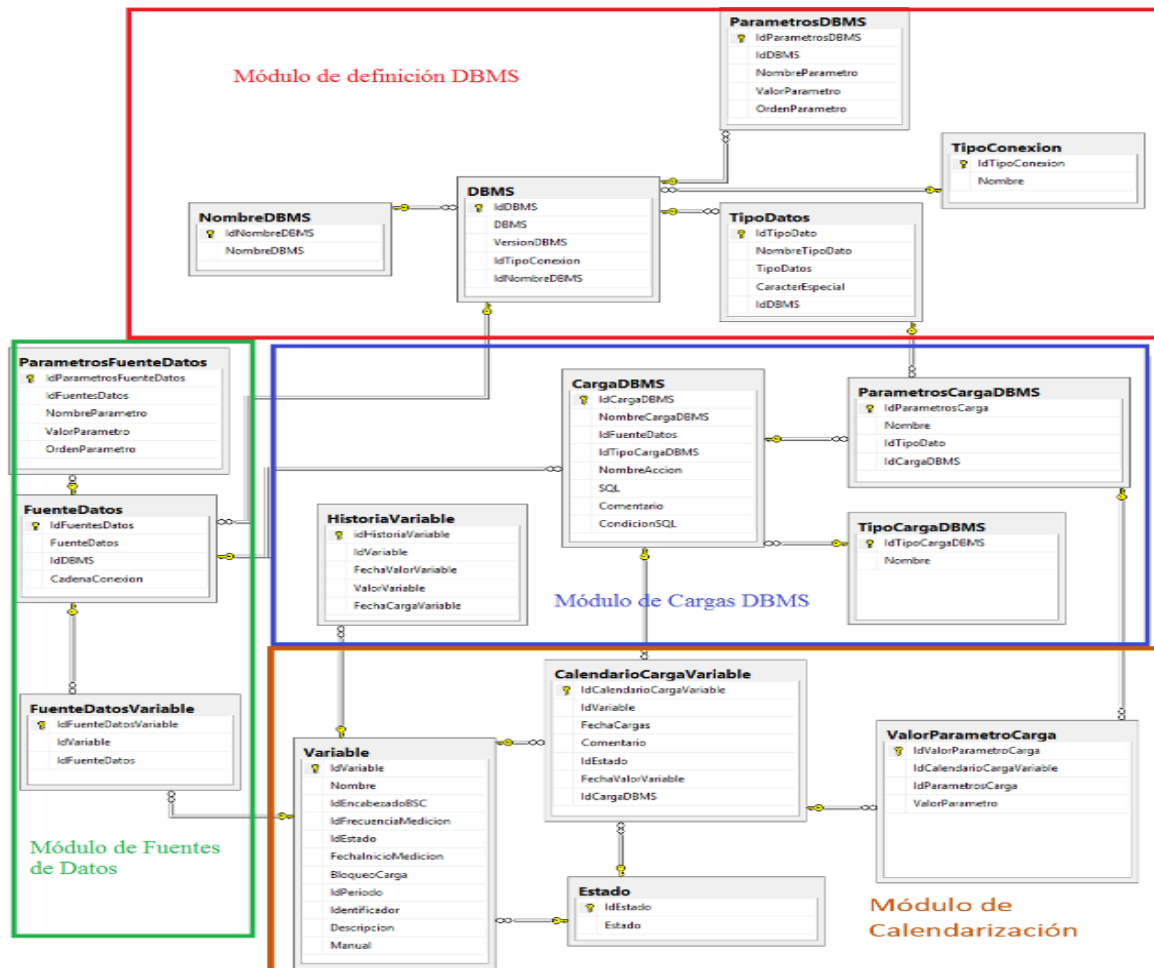 Módulo de definición DBMS
ParametrosDBMS
IdParametrosDBMS
IdDBMS
NombreParametro
ValorParametro
OrdenParametro
TipoConexion
IdTipoConexion
Nombre
DBMS
IdDBMS
DBMS
VersionDBMS
IdTipoConexion
IdNombreDBMS
NombreDBMS
IdNombreDBMS
NombreDBMS
TipoDatos
IdTipoDato
NombreTipoDato
TipoDatos
CaracterEspecial
IdDBMS
ParametrosFuenteDatos
IdParametrosFuenteDatos
IdFuentesDatos
NombreParametro
ValorParametro
OrdenParametro
FuenteDatos
IdFuentesDatos
FuenteDatos
IdDBMS
CadenaConexion
FuenteDatosVariable
IdFuenteDatosVariable
IdVariable
IdFuenteDatos
Módulo de Fuentes
de Datos
CargaDBMS
IdCargaDBMS
NombreCargaDBMS
IdFuenteDatos
IdTipoCargaDBMS
NombreAccion
SQL
Comentario
CondicionSQL
ParametrosCargaDBMS
IdParametrosCarga
Nombre
IdTipoDato
IdCargaDBMS
HistoriaVariable
idHistoriaVariable
IdVariable
FechaValorVariable
ValorVariable
FechaCargaVariable
TipoCargaDBMS
IdTipoCargaDBMS
Nombre
Módulo de Cargas DBMS
CalendarioCargaVariable
IdCalendarioCargaVariable
IdVariable
FechaCargas
Comentario
IdEstado
FechaValorVariable
IdCargaDBMS
Variable
IdVariable
Nombre
IdEncabezadoBSC
IdFrecuenciaMedicion
IdEstado
FechaInicioMedicion
BloqueoCarga
IdPeriodo
Identificador
Descripcion
Manual
ValorParametroCarga
IdValorParametroCarga
IdCalendarioCargaVariable
IdParametrosCarga
ValorParametro
Estado
IdEstado
Estado
Módulo de
Calendarización